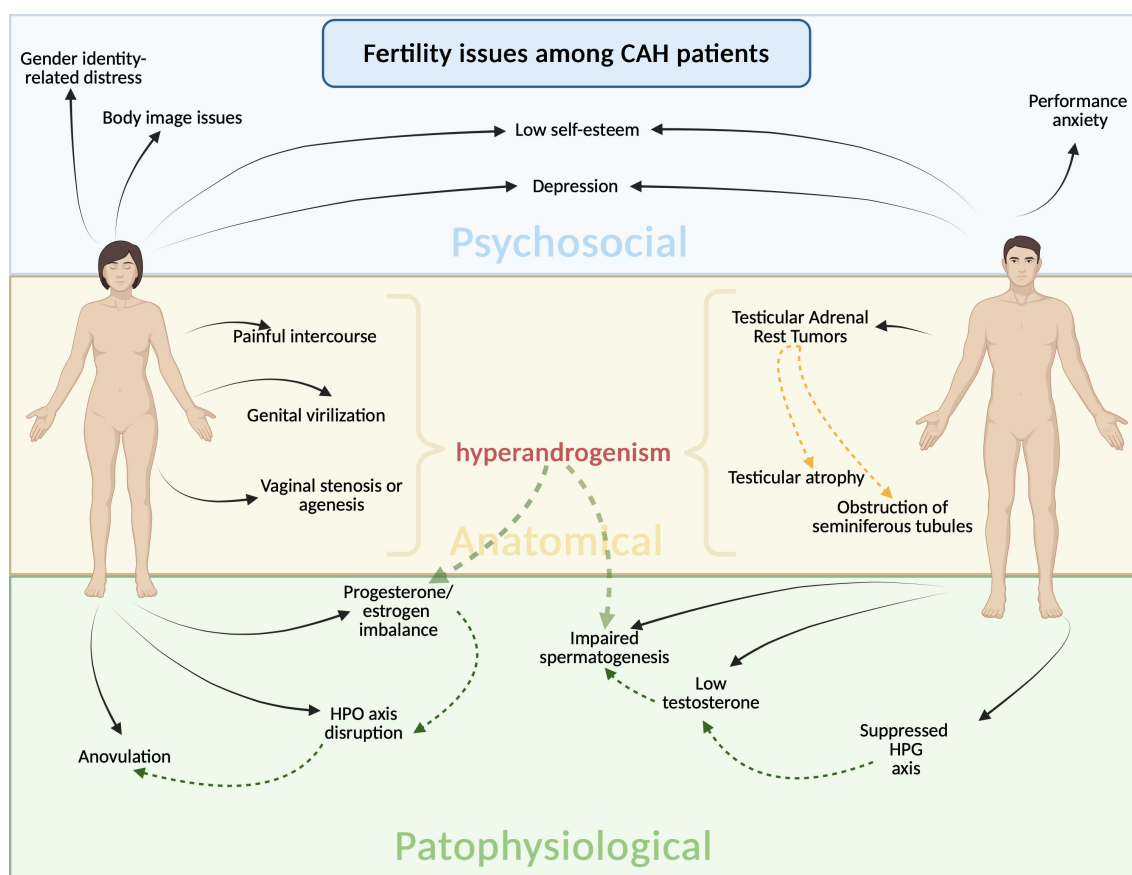 Fertility issues among CAH patients
Gender identity-
related distress
Body image issues
Low self-esteem
Depression
Performance
anxiety
Psychosocial
Painful intercourse
Genital virilization
Vaginal stenosis or
agenesis
hyperandrogenism
Testicular Adrenal
Rest Tumors
Testicular atrophy
Obstruction of
seminiferous tubules
Anatomical
Progesterone/
estrogen
imbalance
HPO axis
disruption
Anovulation
Impaired
spermatogenesis
Low
testosterone
Suppressed
HPG
axis
Patophysiological